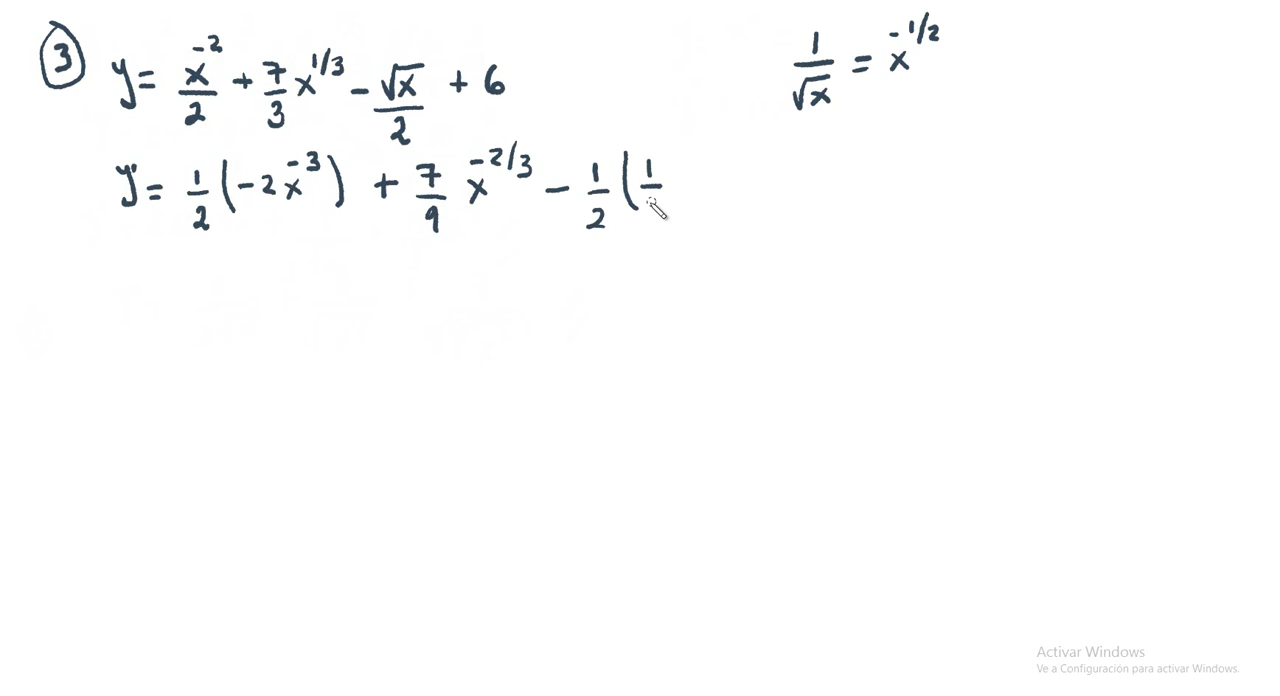 ③ y = x⁻²/2 + 7/3 x^1/3 - √x/2 + 6
1/√x = x^-1/2
y' = 1/2 (-2x⁻³) + 7/9 x^-2/3 - 1/2 (1/
Activar Windows
Ve a Configuración para activar Windows.